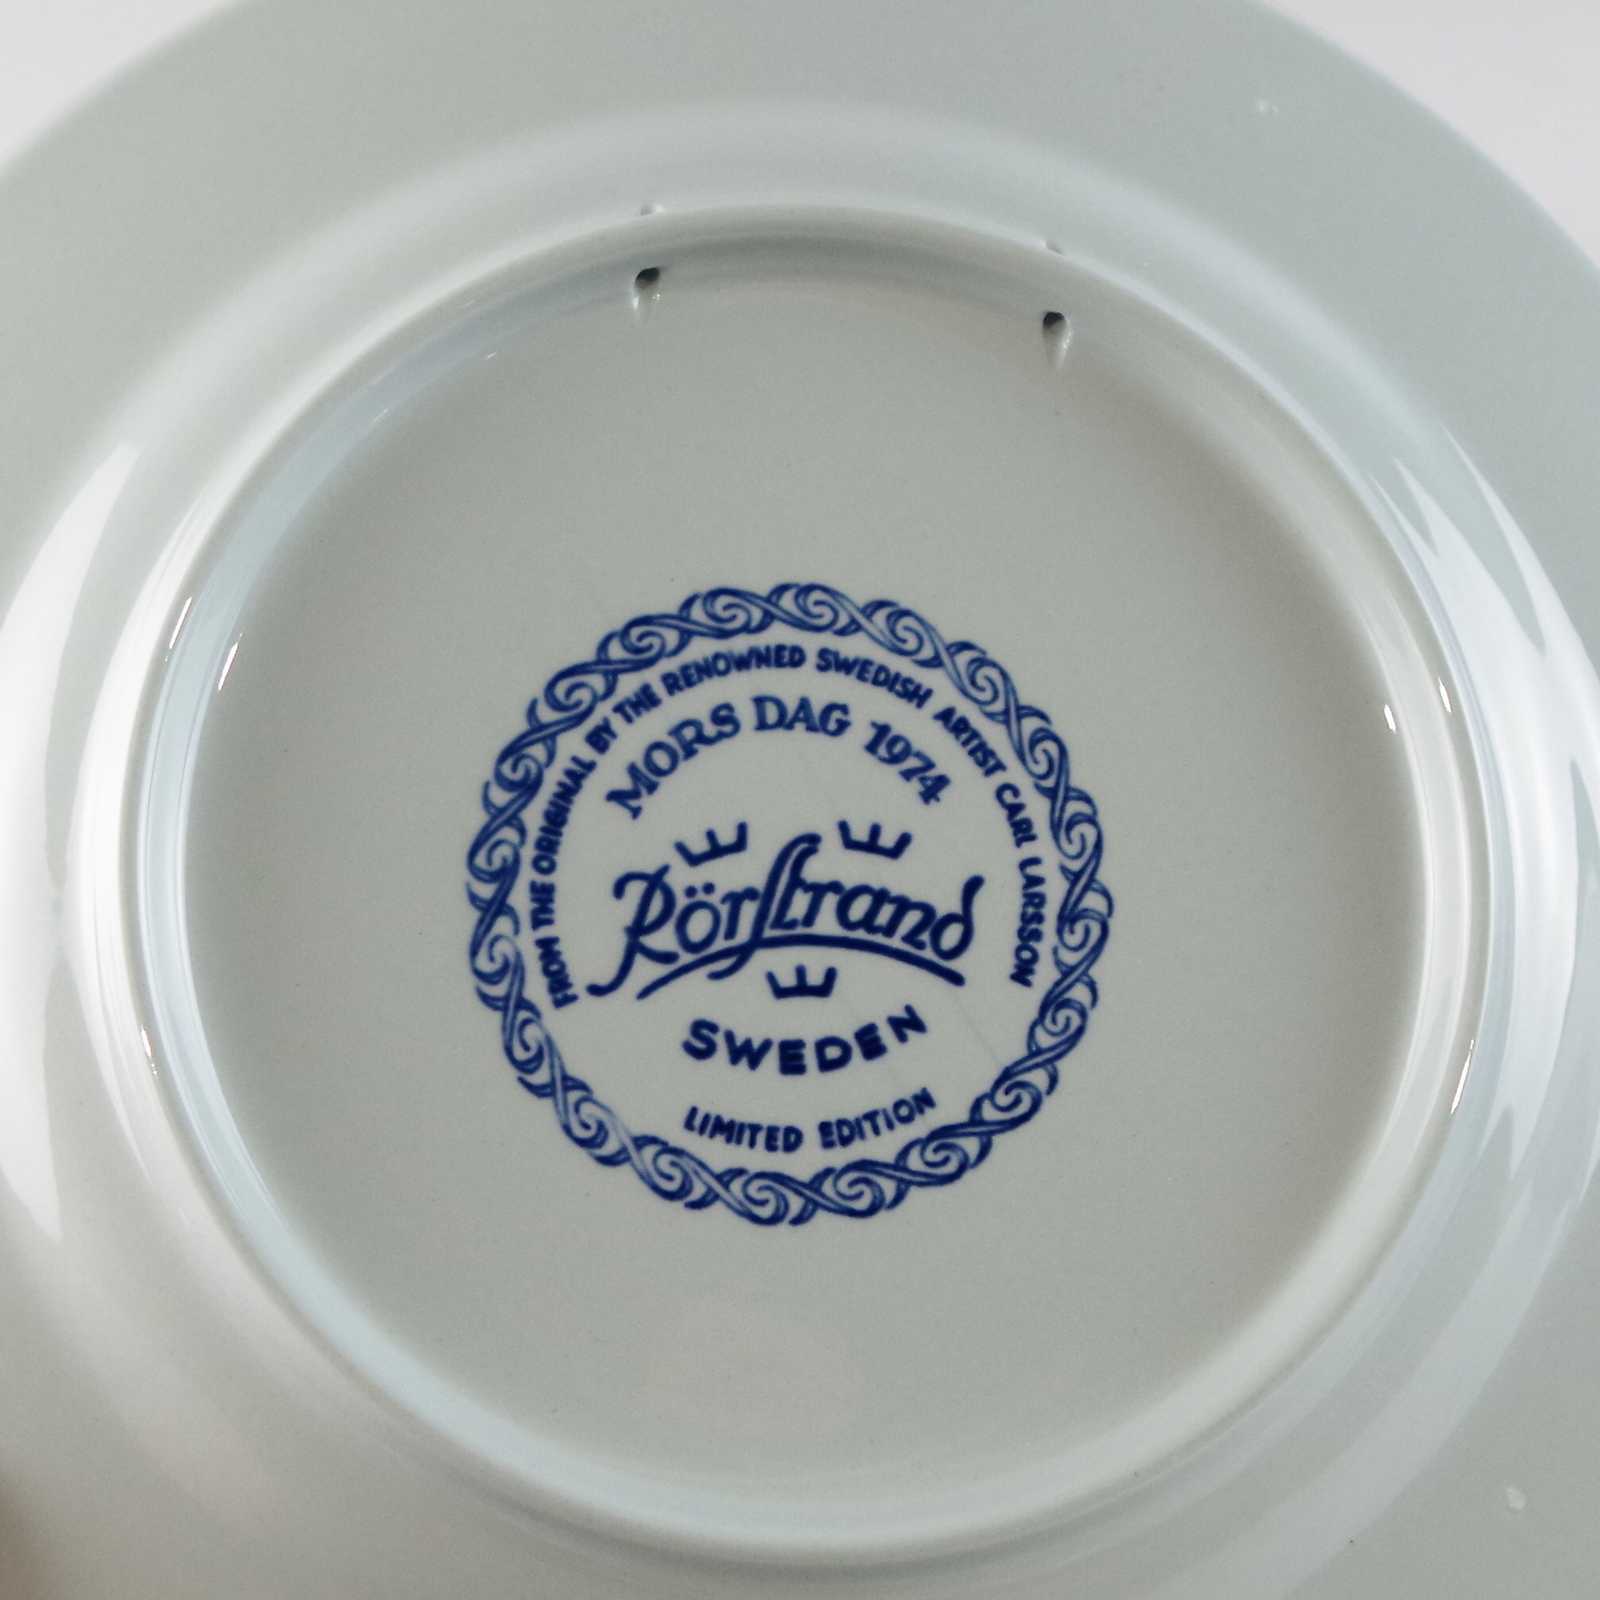 FROM THE ORIGINAL BY THE RENOWNED SWEDISH ARTIST CARL LARSSON
MORS DAG 1974
Rörstrand
SWEDEN
LIMITED EDITION